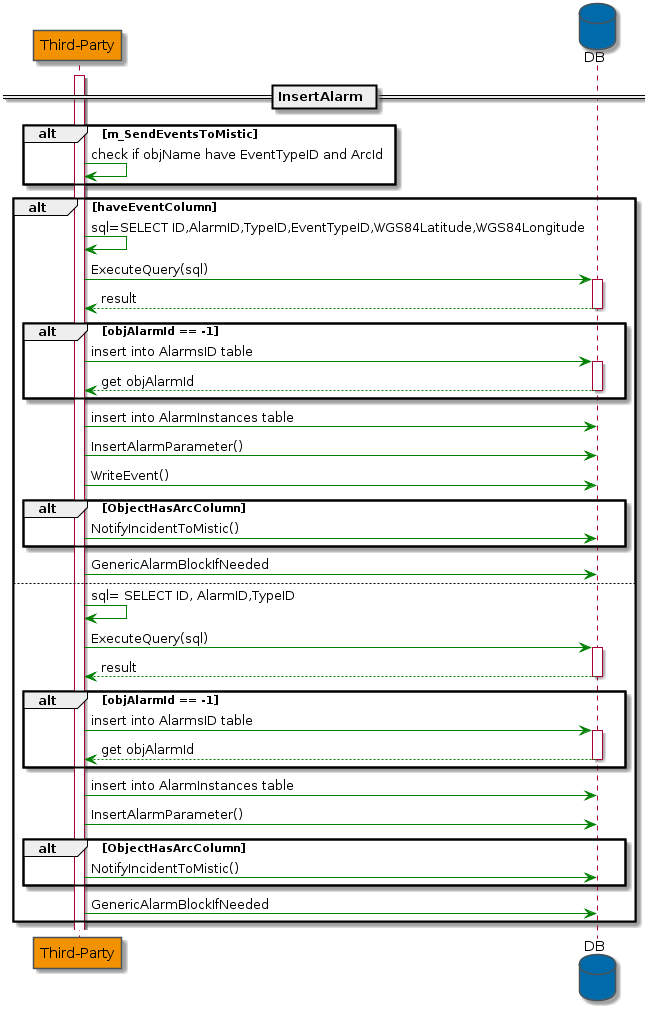 Third-Party
DB
InsertAlarm
alt [m_SendEventsToMistic]
check if objName have EventTypeID and ArcId
alt [haveEventColumn]
sql=SELECT ID,AlarmID,TypeID,EventTypeID,WGS84Latitude,WGS84Longitude
ExecuteQuery(sql)
result
alt [objAlarmId == -1]
insert into AlarmsID table
get objAlarmId
insert into AlarmInstances table
InsertAlarmParameter()
WriteEvent()
alt [ObjectHasArcColumn]
NotifyIncidentToMistic()
GenericAlarmBlockIfNeeded
sql= SELECT ID, AlarmID,TypeID
ExecuteQuery(sql)
result
alt [objAlarmId == -1]
insert into AlarmsID table
get objAlarmId
insert into AlarmInstances table
InsertAlarmParameter()
alt [ObjectHasArcColumn]
NotifyIncidentToMistic()
GenericAlarmBlockIfNeeded
Third-Party
DB